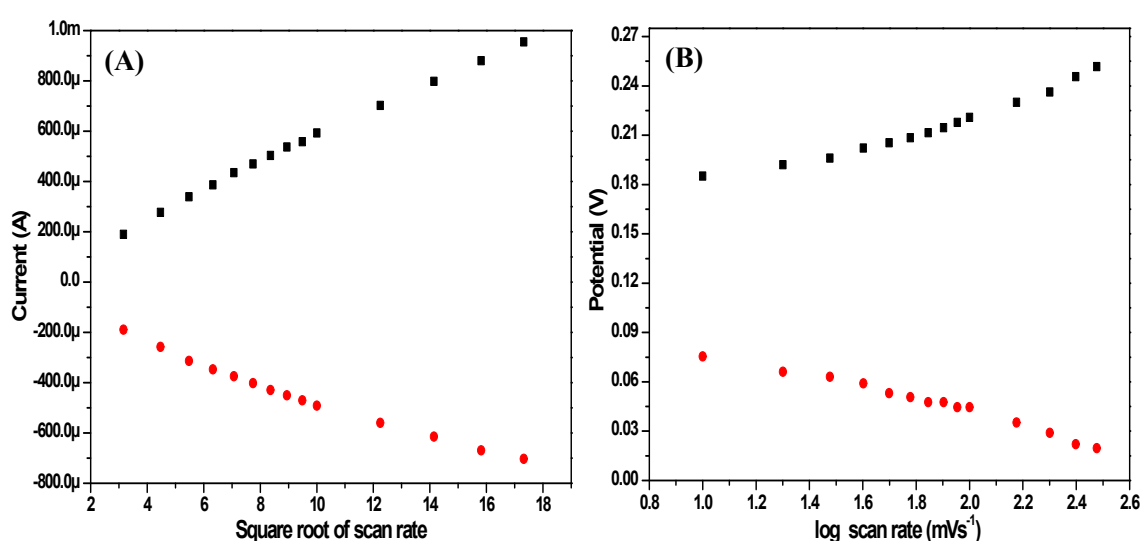 (A)
1.0m
800.0µ
600.0µ
400.0µ
200.0µ
0.0
-200.0µ
-400.0µ
-600.0µ
-800.0µ
Current (A)
2 4 6 8 10 12 14 16 18
Square root of scan rate
(B)
0.27
0.24
0.21
0.18
0.15
0.12
0.09
0.06
0.03
0.00
Potential (V)
0.8 1.0 1.2 1.4 1.6 1.8 2.0 2.2 2.4 2.6
log scan rate (mVs⁻¹)